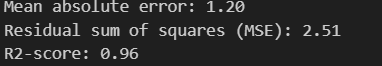 Mean absolute error: 1.20
Residual sum of squares (MSE): 2.51
R2-score: 0.96